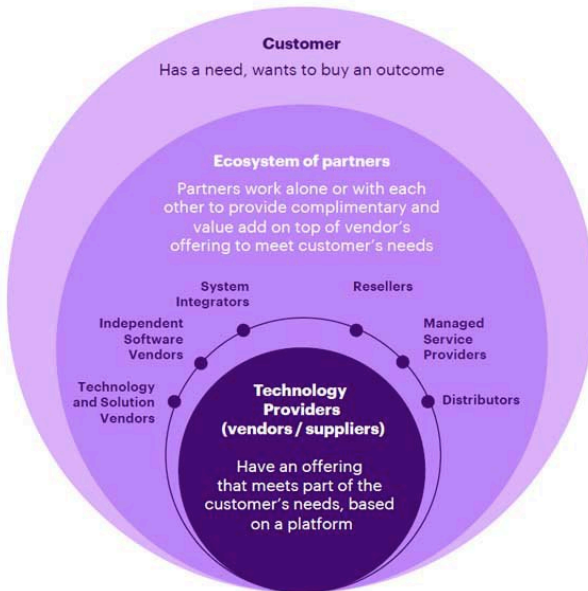 Customer
Has a need, wants to buy an outcome
Ecosystem of partners
Partners work alone or with each
other to provide complimentary and
value add on top of vendor's
offering to meet customer's needs
System
Integrators
Resellers
Independent
Software
Vendors
Managed
Service
Providers
Technology
and Solution
Vendors
Distributors
Technology
Providers
(vendors / suppliers)
Have an offering
that meets part of the
customer's needs, based
on a platform